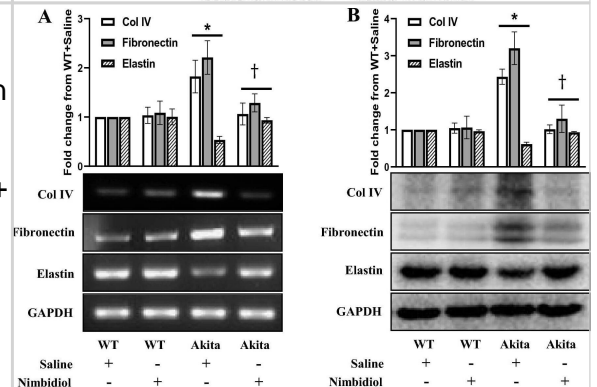 A
Fold change from WT+Saline
3
2
1
0
Col IV
Fibronectin
Elastin
*
†
Col IV
Fibronectin
Elastin
GAPDH
WT WT Akita Akita
Saline + - + -
Nimbidiol - + - +
B
Fold change from WT+Saline
4
3
2
1
0
Col IV
Fibronectin
Elastin
*
†
Col IV
Fibronectin
Elastin
GAPDH
WT WT Akita Akita
+ - + -
- + - +
n
+